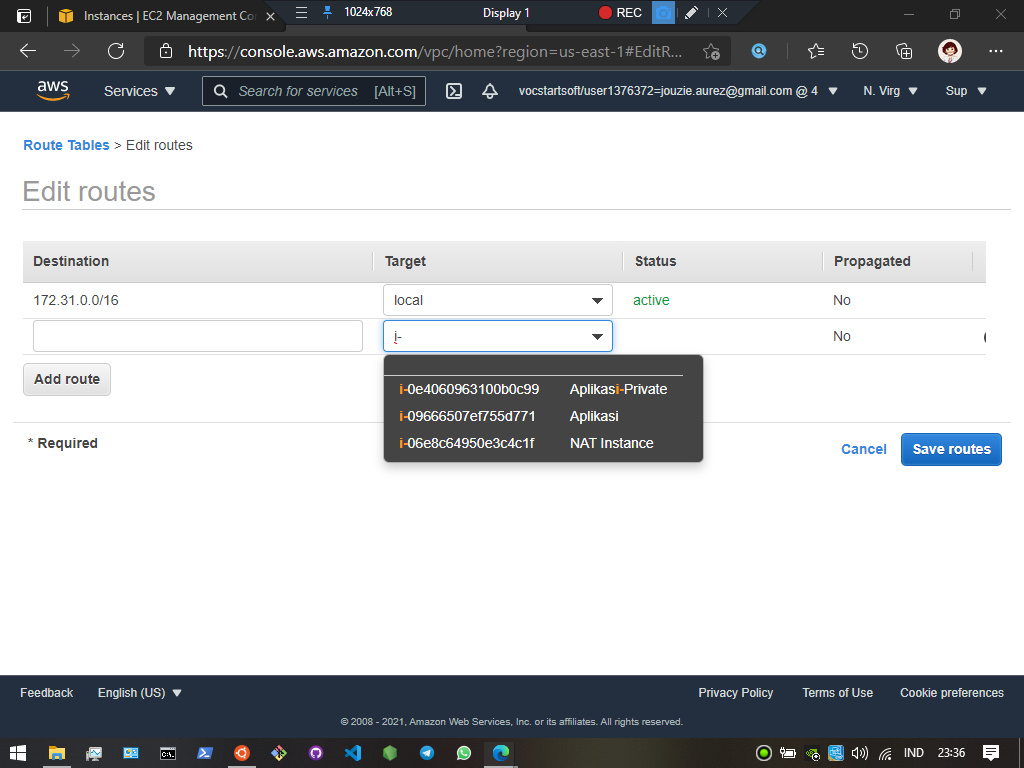 Instances | EC2 Management Co
1024x768
Display 1
REC
https://console.aws.amazon.com/vpc/home?region=us-east-1#EditR...
aws
Services
Search for services [Alt+S]
vocstartsoft/user1376372=jouzie.aurez@gmail.com @ 4
N. Virg
Sup
Route Tables > Edit routes
Edit routes
Destination Target Status Propagated
172.31.0.0/16 local active No
i- No
i-0e4060963100b0c99 Aplikasi-Private
i-09666507ef755d771 Aplikasi
i-06e8c64950e3c4c1f NAT Instance
Add route
* Required
Cancel
Save routes
Feedback English (US) Privacy Policy Terms of Use Cookie preferences
© 2008 - 2021, Amazon Web Services, Inc. or its affiliates. All rights reserved.
IND 23:36